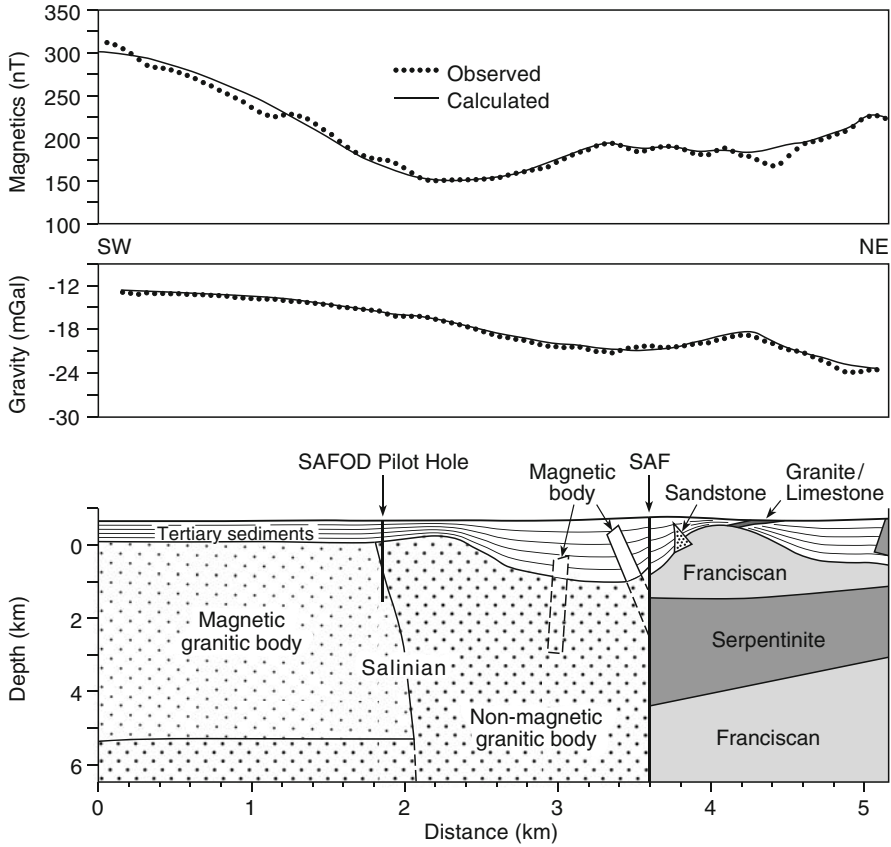 350
300
250
200
150
100
Magnetics (nT)
Observed
Calculated
SW
NE
-12
-18
-24
-30
Gravity (mGal)
SAFOD Pilot Hole
Magnetic
body
SAF
Sandstone
Granite/
Limestone
Tertiary sediments
Magnetic
granitic body
Salinian
Non-magnetic
granitic body
Franciscan
Serpentinite
Franciscan
0
2
4
6
Depth (km)
0
1
2
3
4
5
Distance (km)